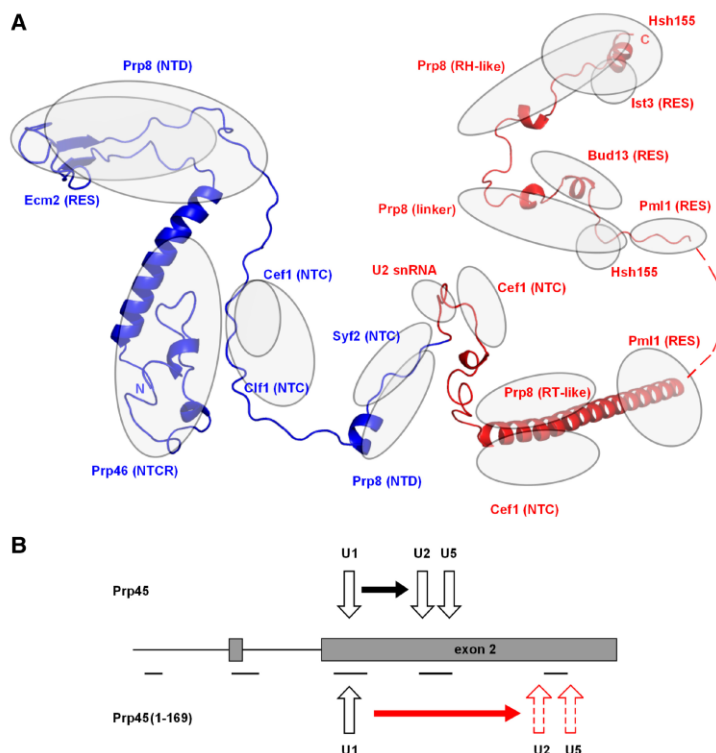 A
Hsh155
C
Prp8 (RH-like)
Prp8 (NTD)
Ist3 (RES)
Bud13 (RES)
Ecm2 (RES)
Pml1 (RES)
Prp8 (linker)
U2 snRNA
Hsh155
Cef1 (NTC)
Cef1 (NTC)
Syf2 (NTC)
Pml1 (RES)
N
Clf1 (NTC)
Prp8 (RT-like)
Prp46 (NTCR)
Prp8 (NTD)
Cef1 (NTC)
B
U1 U2 U5
Prp45
exon 2
Prp45(1-169)
U1 U2 U5